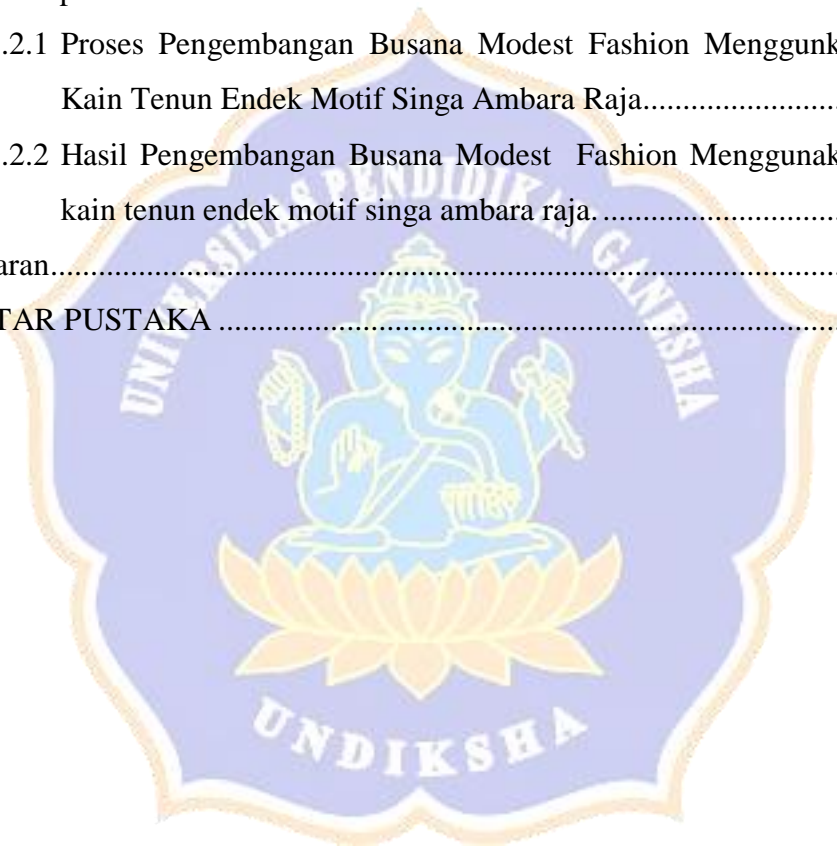 .2.1 Proses Pengembangan Busana Modest Fashion Menggunk
Kain Tenun Endek Motif Singa Ambara Raja..................................
.2.2 Hasil Pengembangan Busana Modest Fashion Menggunak
kain tenun endek motif singa ambara raja. ..................................
aran..........................................................................................................
TAR PUSTAKA ..................................................................................
UNIVERSITAS PENDIDIKAN GANESHA
UNDIKSHA